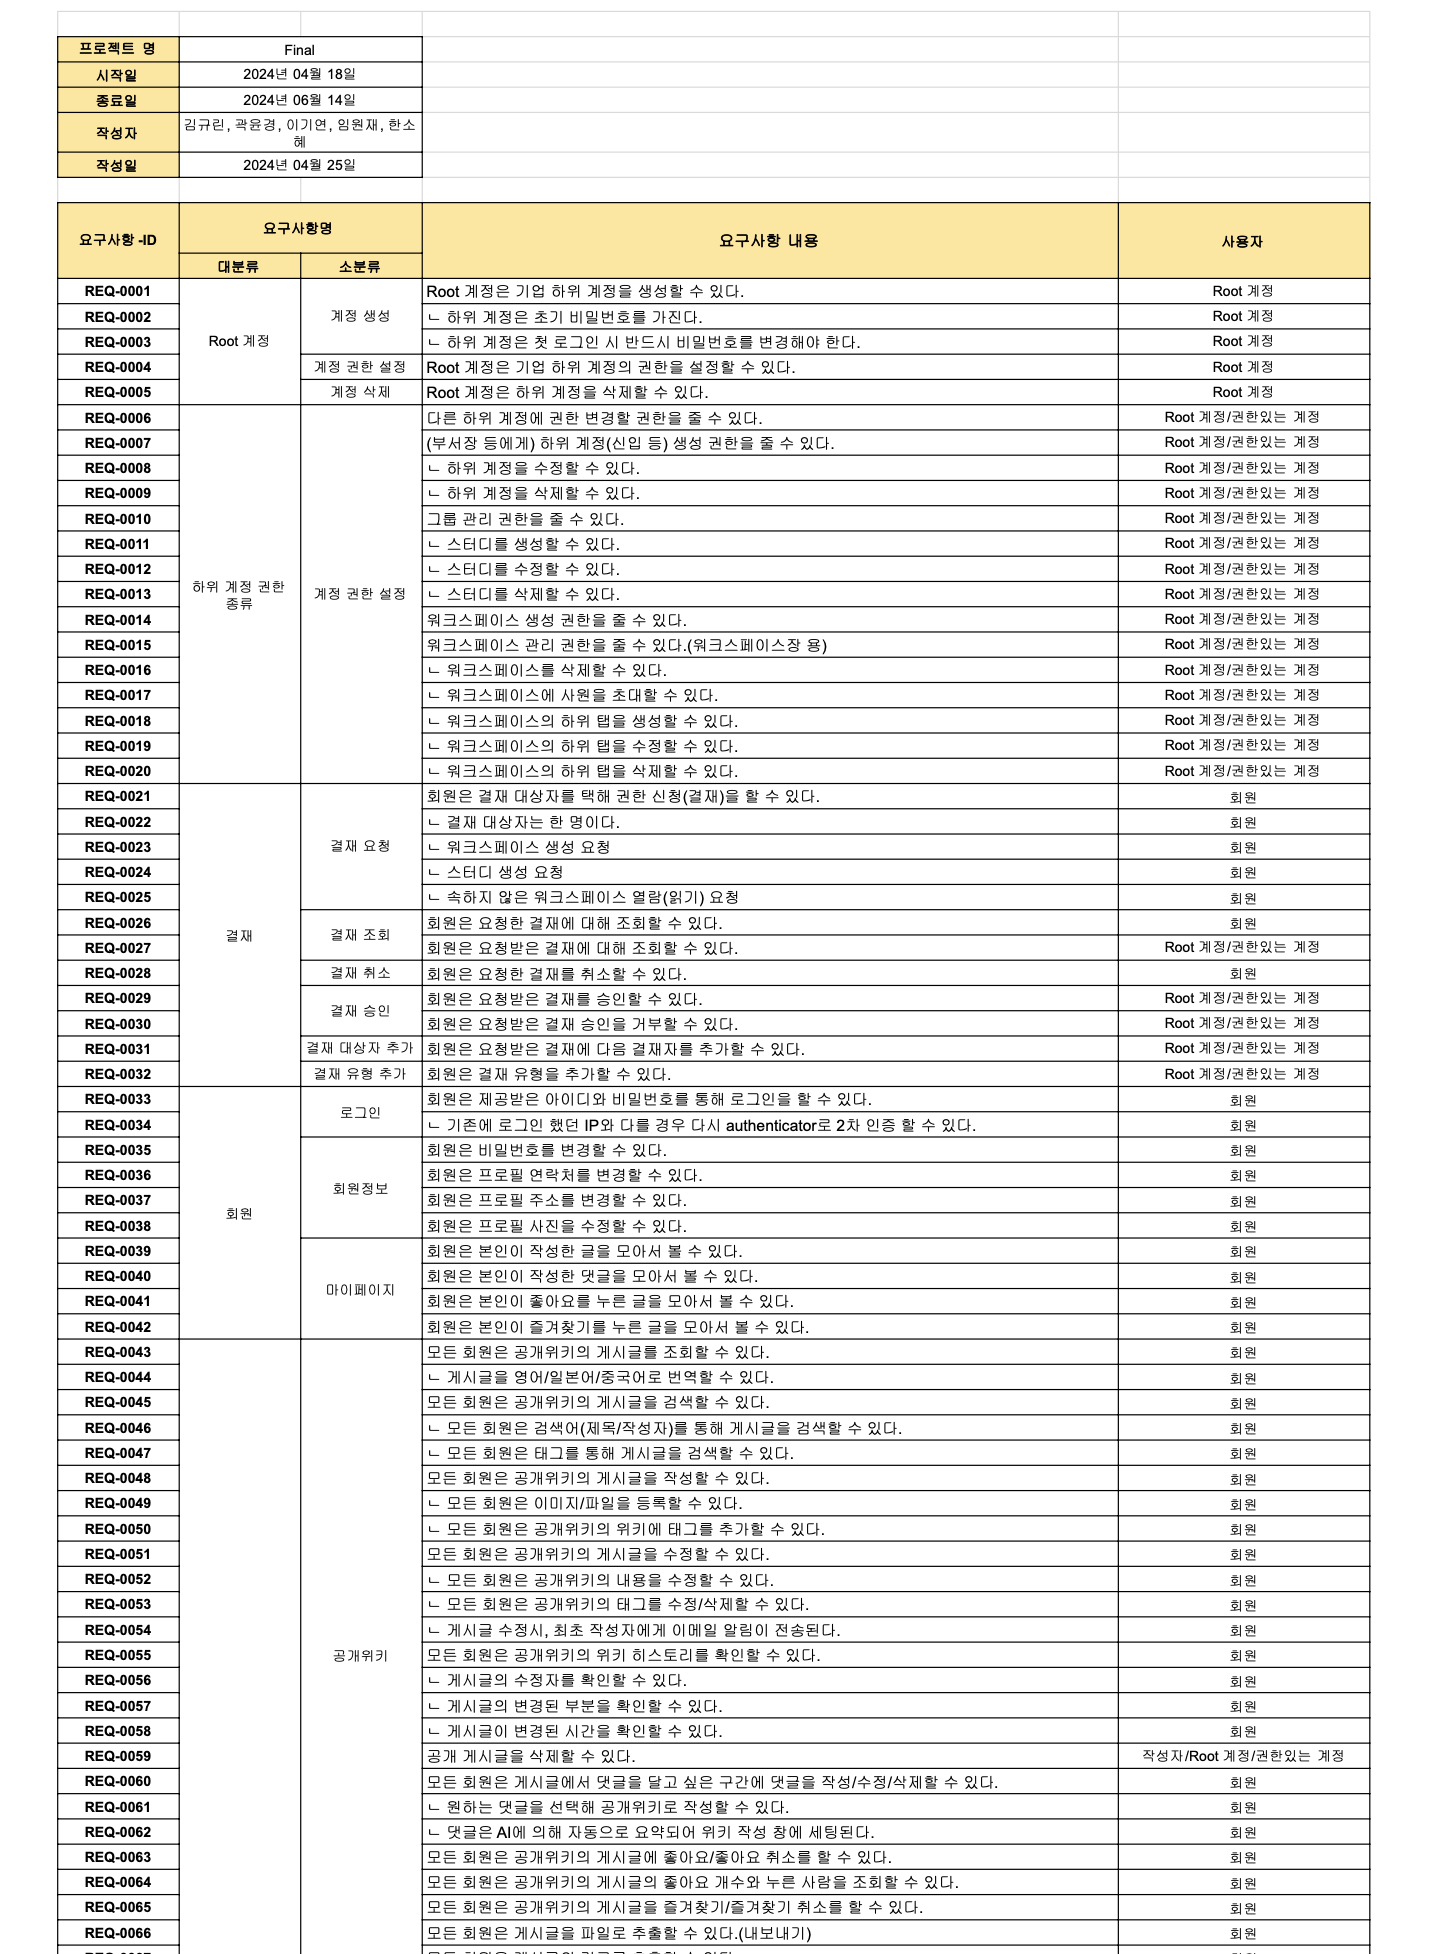 프로젝트 명 Final
시작일 2024년 04월 18일
종료일 2024년 06월 14일
작성자 김규린, 곽윤경, 이기연, 임원재, 한소
혜
작성일 2024년 04월 25일
요구사항 -ID 요구사항명 요구사항 내용 사용자
대분류 소분류
REQ-0001 Root 계정 계정 생성 Root 계정은 기업 하위 계정을 생성할 수 있다. Root 계정
REQ-0002 ㄴ 하위 계정은 초기 비밀번호를 가진다. Root 계정
REQ-0003 ㄴ 하위 계정은 첫 로그인 시 반드시 비밀번호를 변경해야 한다. Root 계정
REQ-0004 계정 권한 설정 Root 계정은 기업 하위 계정의 권한을 설정할 수 있다. Root 계정
REQ-0005 계정 삭제 Root 계정은 하위 계정을 삭제할 수 있다. Root 계정
REQ-0006 하위 계정 권한 종류 계정 권한 설정 다른 하위 계정에 권한 변경할 권한을 줄 수 있다. Root 계정/권한있는 계정
REQ-0007 (부서장 등에게) 하위 계정(신입 등) 생성 권한을 줄 수 있다. Root 계정/권한있는 계정
REQ-0008 ㄴ 하위 계정을 수정할 수 있다. Root 계정/권한있는 계정
REQ-0009 ㄴ 하위 계정을 삭제할 수 있다. Root 계정/권한있는 계정
REQ-0010 그룹 관리 권한을 줄 수 있다. Root 계정/권한있는 계정
REQ-0011 ㄴ 스터디를 생성할 수 있다. Root 계정/권한있는 계정
REQ-0012 ㄴ 스터디를 수정할 수 있다. Root 계정/권한있는 계정
REQ-0013 ㄴ 스터디를 삭제할 수 있다. Root 계정/권한있는 계정
REQ-0014 워크스페이스 생성 권한을 줄 수 있다. Root 계정/권한있는 계정
REQ-0015 워크스페이스 관리 권한을 줄 수 있다.(워크스페이스장 용) Root 계정/권한있는 계정
REQ-0016 ㄴ 워크스페이스를 삭제할 수 있다. Root 계정/권한있는 계정
REQ-0017 ㄴ 워크스페이스에 사원을 초대할 수 있다. Root 계정/권한있는 계정
REQ-0018 ㄴ 워크스페이스의 하위 탭을 생성할 수 있다. Root 계정/권한있는 계정
REQ-0019 ㄴ 워크스페이스의 하위 탭을 수정할 수 있다. Root 계정/권한있는 계정
REQ-0020 ㄴ 워크스페이스의 하위 탭을 삭제할 수 있다. Root 계정/권한있는 계정
REQ-0021 결재 결재 요청 회원은 결재 대상자를 택해 권한 신청(결재)을 할 수 있다. 회원
REQ-0022 ㄴ 결재 대상자는 한 명이다. 회원
REQ-0023 ㄴ 워크스페이스 생성 요청 회원
REQ-0024 ㄴ 스터디 생성 요청 회원
REQ-0025 ㄴ 속하지 않은 워크스페이스 열람(읽기) 요청 회원
REQ-0026 결재 조회 회원은 요청한 결재에 대해 조회할 수 있다. 회원
REQ-0027 회원은 요청받은 결재에 대해 조회할 수 있다. Root 계정/권한있는 계정
REQ-0028 결재 취소 회원은 요청한 결재를 취소할 수 있다. 회원
REQ-0029 결재 승인 회원은 요청받은 결재를 승인할 수 있다. Root 계정/권한있는 계정
REQ-0030 회원은 요청받은 결재 승인을 거부할 수 있다. Root 계정/권한있는 계정
REQ-0031 결재 대상자 추가 회원은 요청받은 결재에 다음 결재자를 추가할 수 있다. Root 계정/권한있는 계정
REQ-0032 결재 유형 추가 회원은 결재 유형을 추가할 수 있다. Root 계정/권한있는 계정
REQ-0033 회원 로그인 회원은 제공받은 아이디와 비밀번호를 통해 로그인을 할 수 있다. 회원
REQ-0034 ㄴ 기존에 로그인 했던 IP와 다를 경우 다시 authenticator로 2차 인증 할 수 있다. 회원
REQ-0035 회원정보 회원은 비밀번호를 변경할 수 있다. 회원
REQ-0036 회원은 프로필 연락처를 변경할 수 있다. 회원
REQ-0037 회원은 프로필 주소를 변경할 수 있다. 회원
REQ-0038 회원은 프로필 사진을 수정할 수 있다. 회원
REQ-0039 마이페이지 회원은 본인이 작성한 글을 모아서 볼 수 있다. 회원
REQ-0040 회원은 본인이 작성한 댓글을 모아서 볼 수 있다. 회원
REQ-0041 회원은 본인이 좋아요를 누른 글을 모아서 볼 수 있다. 회원
REQ-0042 회원은 본인이 즐겨찾기를 누른 글을 모아서 볼 수 있다. 회원
REQ-0043 공개위키 모든 회원은 공개위키의 게시글를 조회할 수 있다. 회원
REQ-0044 ㄴ 게시글을 영어/일본어/중국어로 번역할 수 있다. 회원
REQ-0045 모든 회원은 공개위키의 게시글을 검색할 수 있다. 회원
REQ-0046 ㄴ 모든 회원은 검색어(제목/작성자)를 통해 게시글을 검색할 수 있다. 회원
REQ-0047 ㄴ 모든 회원은 태그를 통해 게시글을 검색할 수 있다. 회원
REQ-0048 모든 회원은 공개위키의 게시글을 작성할 수 있다. 회원
REQ-0049 ㄴ 모든 회원은 이미지/파일을 등록할 수 있다. 회원
REQ-0050 ㄴ 모든 회원은 공개위키의 위키에 태그를 추가할 수 있다. 회원
REQ-0051 모든 회원은 공개위키의 게시글을 수정할 수 있다. 회원
REQ-0052 ㄴ 모든 회원은 공개위키의 내용을 수정할 수 있다. 회원
REQ-0053 ㄴ 모든 회원은 공개위키의 태그를 수정/삭제할 수 있다. 회원
REQ-0054 ㄴ 게시글 수정시, 최초 작성자에게 이메일 알림이 전송된다. 회원
REQ-0055 모든 회원은 공개위키의 위키 히스토리를 확인할 수 있다. 회원
REQ-0056 ㄴ 게시글의 수정자를 확인할 수 있다. 회원
REQ-0057 ㄴ 게시글의 변경된 부분을 확인할 수 있다. 회원
REQ-0058 ㄴ 게시글이 변경된 시간을 확인할 수 있다. 회원
REQ-0059 공개 게시글을 삭제할 수 있다. 작성자/Root 계정/권한있는 계정
REQ-0060 모든 회원은 게시글에서 댓글을 달고 싶은 구간에 댓글을 작성/수정/삭제할 수 있다. 회원
REQ-0061 ㄴ 원하는 댓글을 선택해 공개위키로 작성할 수 있다. 회원
REQ-0062 ㄴ 댓글은 AI에 의해 자동으로 요약되어 위키 작성 창에 세팅된다. 회원
REQ-0063 모든 회원은 공개위키의 게시글에 좋아요/좋아요 취소를 할 수 있다. 회원
REQ-0064 모든 회원은 공개위키의 게시글의 좋아요 개수와 누른 사람을 조회할 수 있다. 회원
REQ-0065 모든 회원은 공개위키의 게시글을 즐겨찾기/즐겨찾기 취소를 할 수 있다. 회원
REQ-0066 모든 회원은 게시글을 파일로 추출할 수 있다.(내보내기) 회원